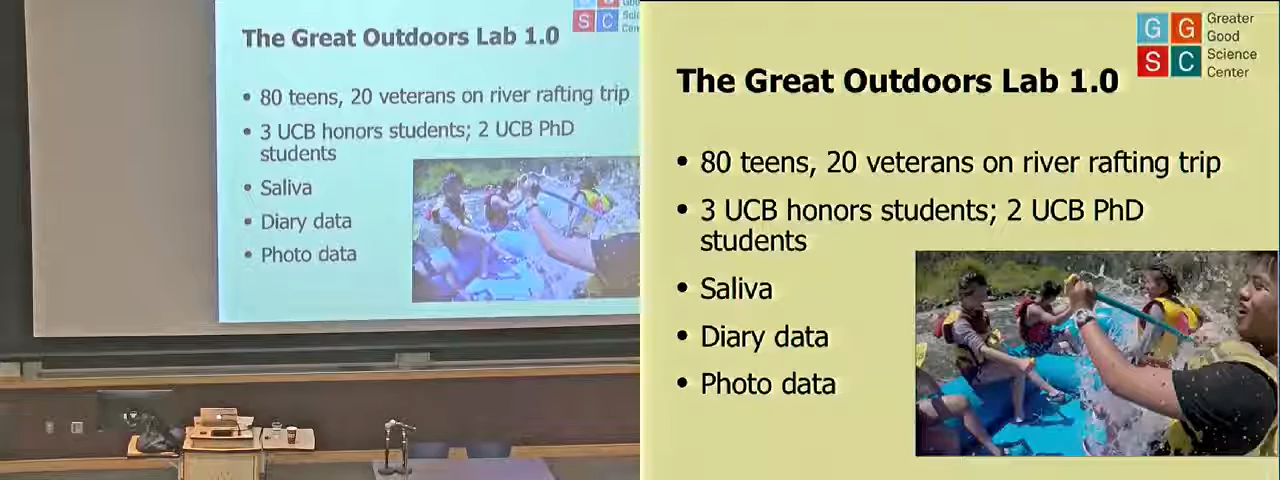 The Great Outdoors Lab 1.0
S C
• 80 teens, 20 veterans on river rafting trip
• 3 UCB honors students; 2 UCB PhD
students
• Saliva
• Diary data
• Photo data
G G Greater
Good
S C Science
Center
The Great Outdoors Lab 1.0
• 80 teens, 20 veterans on river rafting trip
• 3 UCB honors students; 2 UCB PhD
students
• Saliva
• Diary data
• Photo data